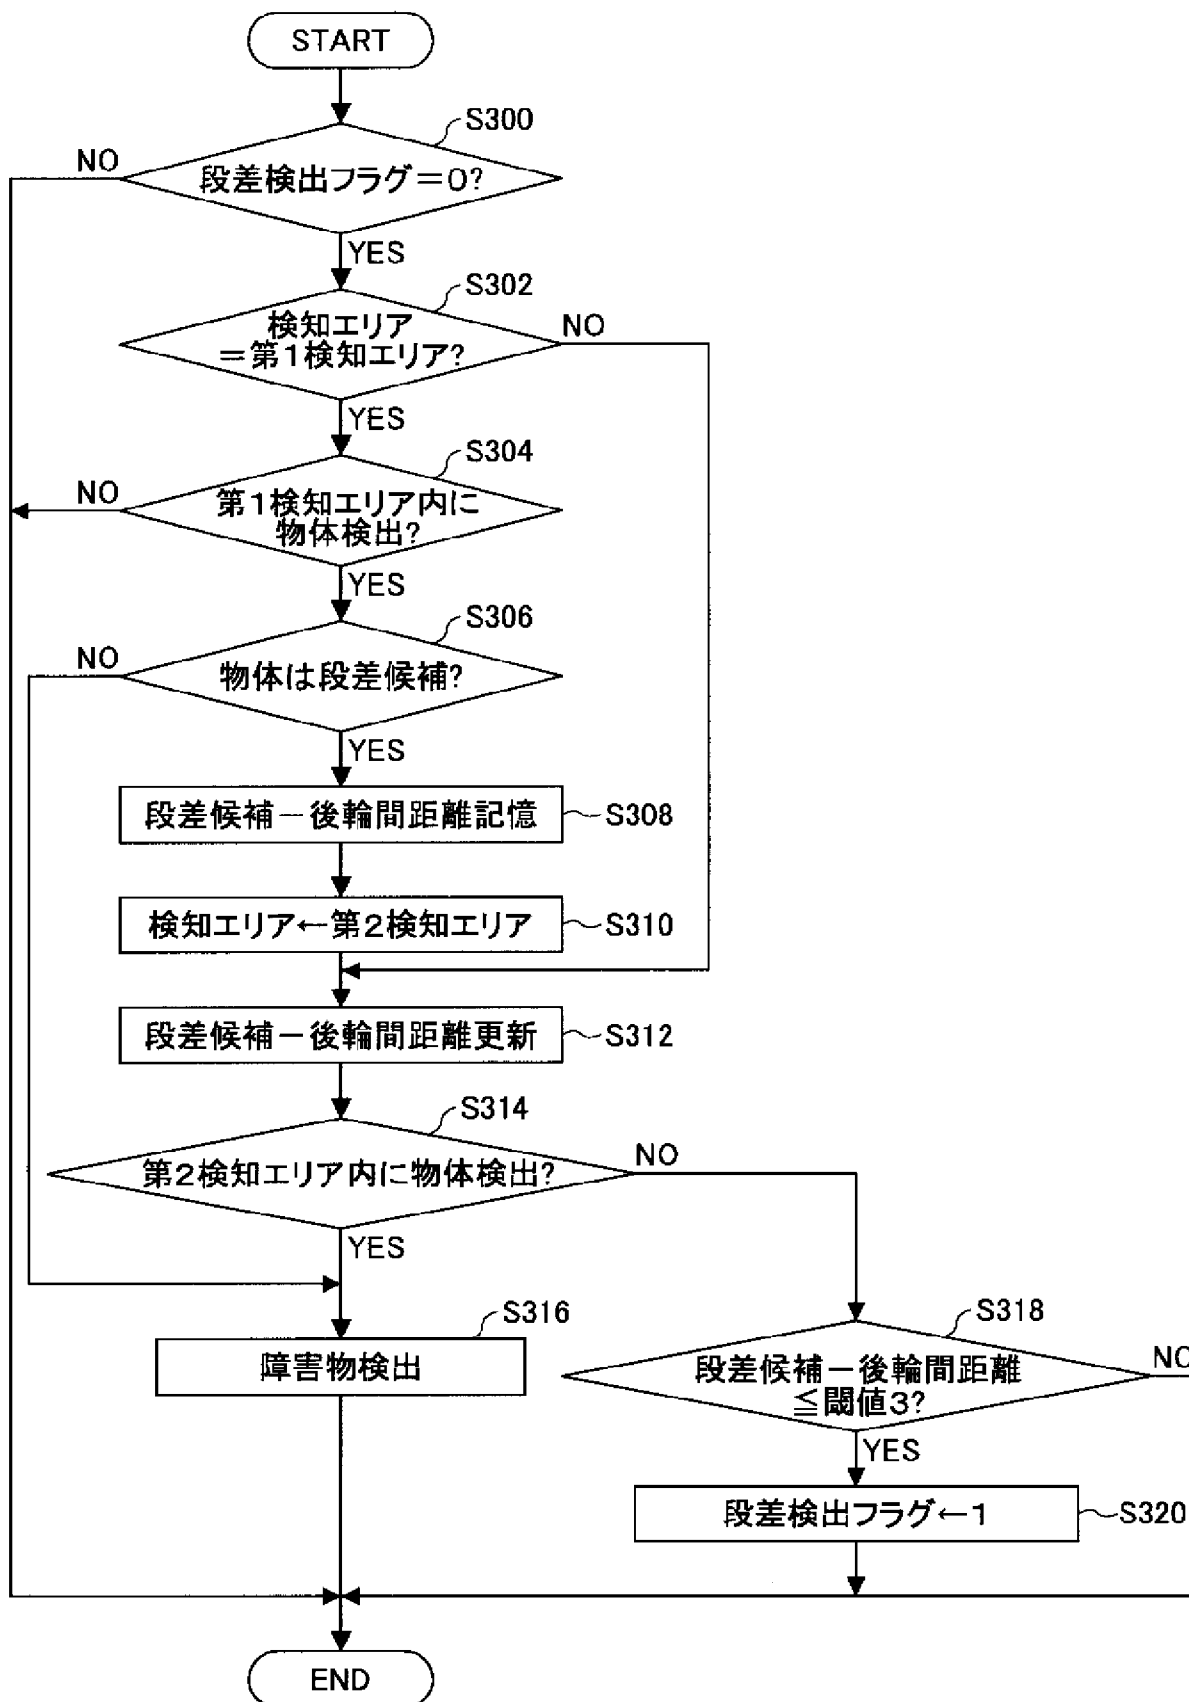 START
S300
NO
段差検出フラグ=0?
YES
S302
NO
検知エリア
=第1検知エリア?
YES
S304
NO
第1検知エリア内に
物体検出?
YES
S306
NO
物体は段差候補?
YES
段差候補-後輪間距離記憶
S308
検知エリア←第2検知エリア
S310
段差候補-後輪間距離更新
S312
S314
NO
第2検知エリア内に物体検出?
YES
S316
障害物検出
S318
NO
段差候補-後輪間距離
≦閾値3?
YES
段差検出フラグ←1
S320
END